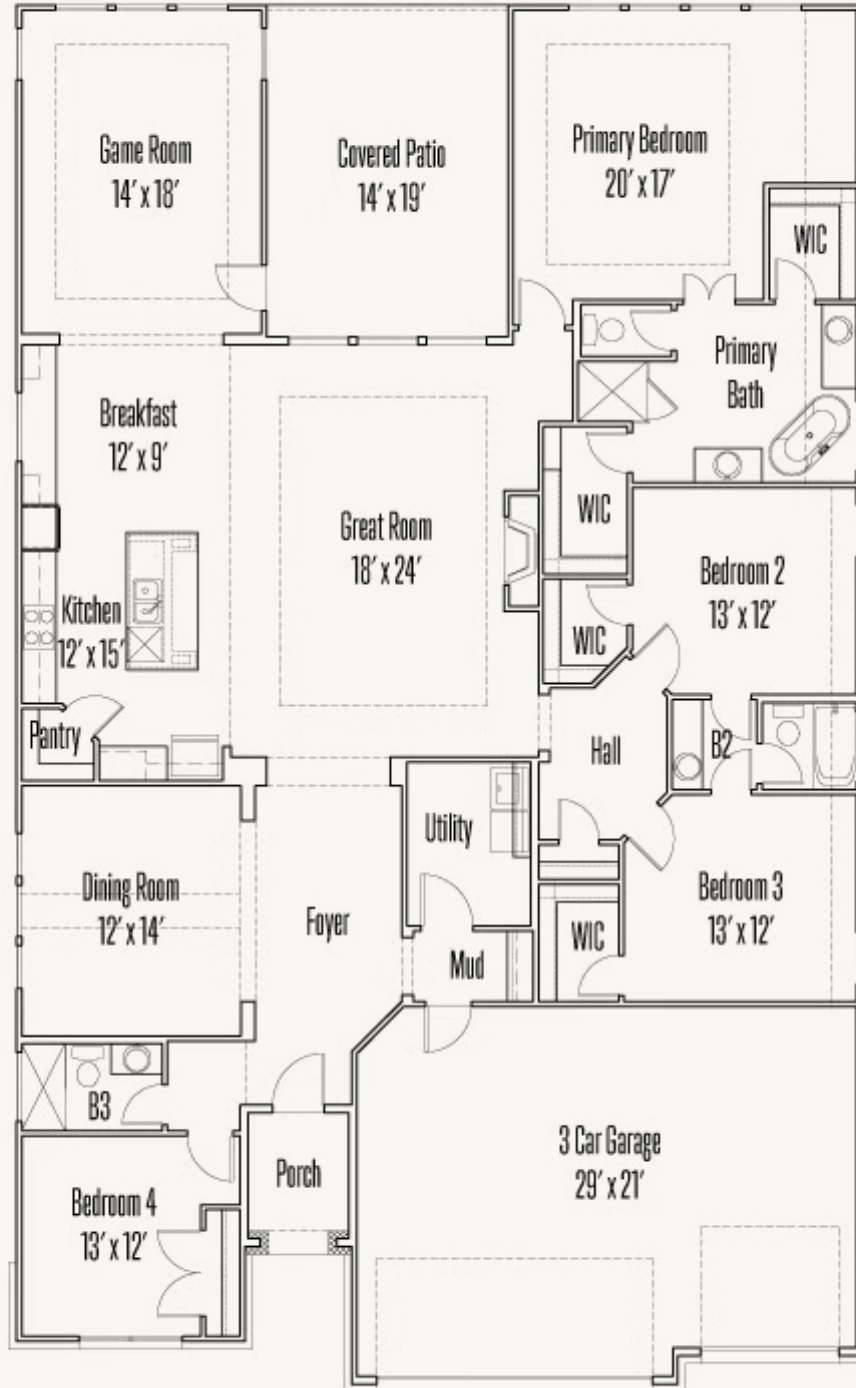 Game Room
14' x 18'
Covered Patio
14' x 19'
Primary Bedroom
20' x 17'
WIC
Primary
Bath
Breakfast
12' x 9'
Great Room
18' x 24'
WIC
Bedroom 2
13' x 12'
Kitchen
12' x 15'
WIC
Pantry
Hall
B2
Utility
Dining Room
12' x 14'
Foyer
Bedroom 3
13' x 12'
WIC
Mud
B3
3 Car Garage
29' x 21'
Porch
Bedroom 4
13' x 12'